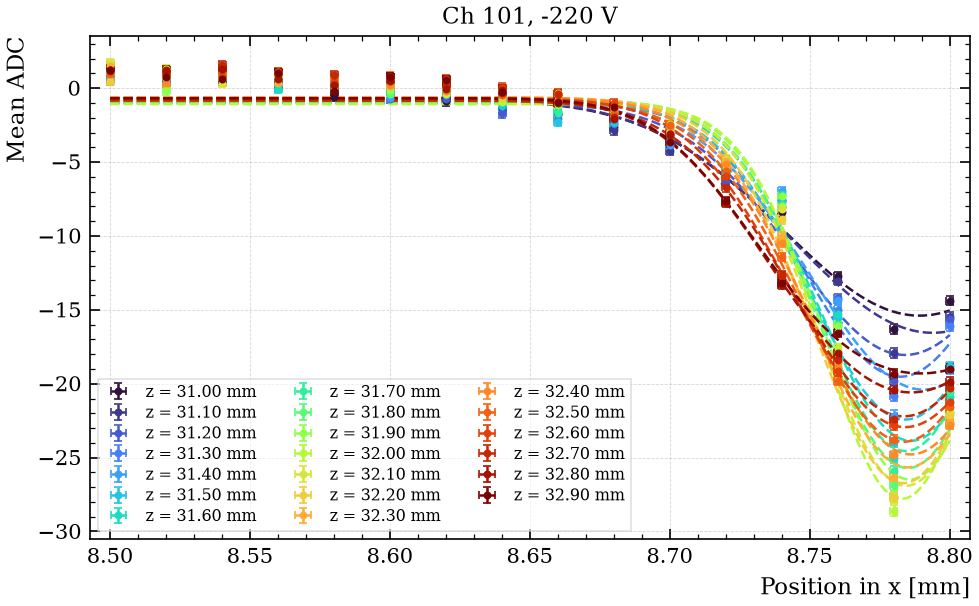 Ch 101, -220 V
Mean ADC
0
−5
−10
−15
−20
−25
−30
z = 31.00 mm
z = 31.10 mm
z = 31.20 mm
z = 31.30 mm
z = 31.40 mm
z = 31.50 mm
z = 31.60 mm
z = 31.70 mm
z = 31.80 mm
z = 31.90 mm
z = 32.00 mm
z = 32.10 mm
z = 32.20 mm
z = 32.30 mm
z = 32.40 mm
z = 32.50 mm
z = 32.60 mm
z = 32.70 mm
z = 32.80 mm
z = 32.90 mm
8.50 8.55 8.60 8.65 8.70 8.75 8.80
Position in x [mm]